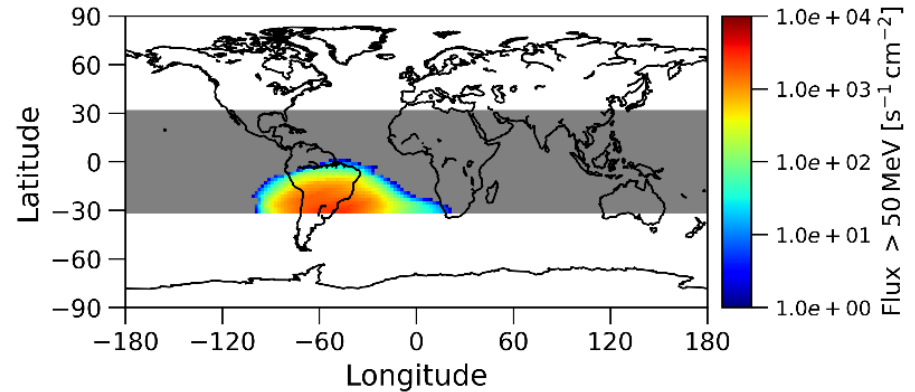 90
60
30
0
−30
−60
−90
Latitude
−180 −120 −60 0 60 120 180
Longitude
1.0e + 04
1.0e + 03
1.0e + 02
1.0e + 01
1.0e + 00
Flux > 50 MeV [s⁻¹ cm⁻²]